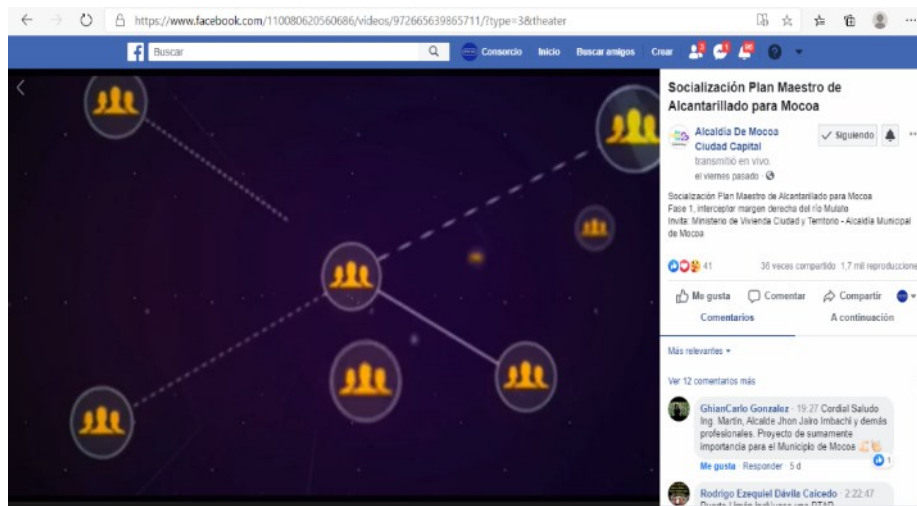 https://www.facebook.com/110080620560686/videos/972665639865711/?type=3&theater
Buscar
Consorcio Inicio Buscar amigos Crear
Socialización Plan Maestro de
Alcantarillado para Mocoa
Alcaldía De Mocoa
Ciudad Capital
transmitió en vivo.
el viernes pasado
Siguiendo
Socialización Plan Maestro de Alcantarillado para Mocoa
Fase 1, interceptor margen derecha del río Mulato
Invita: Ministerio de Vivienda Ciudad y Territorio - Alcaldía Municipal
de Mocoa
41 36 veces compartido 1,7 mil reproducciones
Me gusta Comentar Compartir
Comentarios A continuación
Más relevantes
Ver 12 comentarios más
GhianCarlo Gonzalez · 19:27 Cordial Saludo
Ing. Martin, Alcalde Jhon Jairo Imbachi y demás
profesionales. Proyecto de sumamente
importancia para el Municipio de Mocoa
1
Me gusta · Responder · 5 d
Rodrigo Ezequiel Dávila Caicedo · 2:22:47